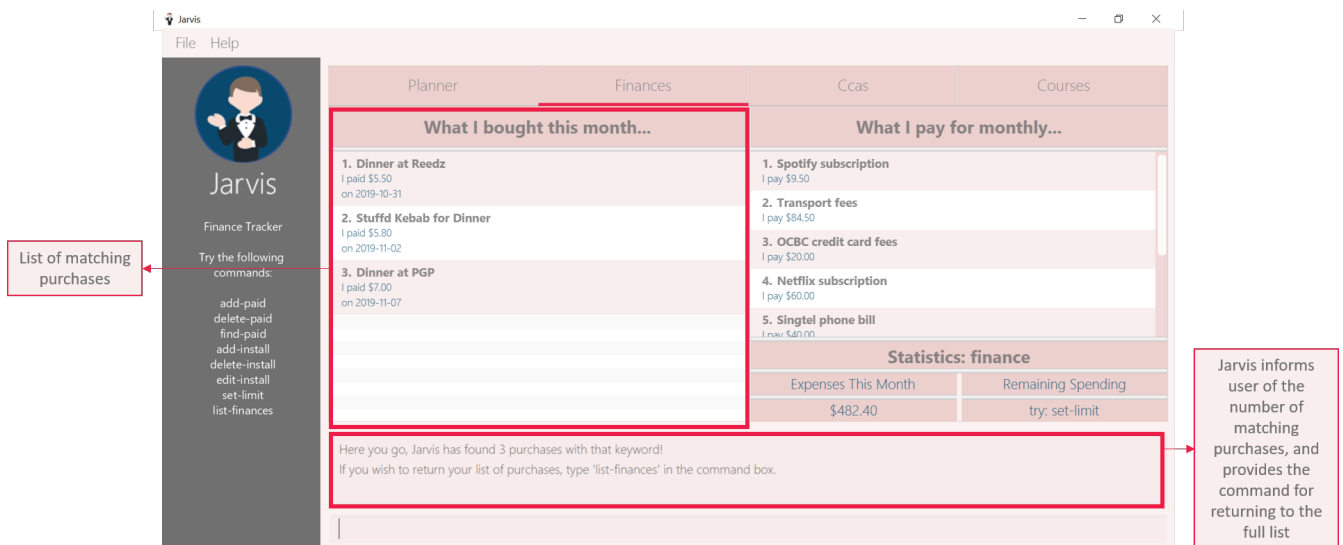 Jarvis
File Help
Planner
Finances
Ccas
Courses
Jarvis
Finance Tracker
Try the following
commands:
add-paid
delete-paid
find-paid
add-install
delete-install
edit-install
set-limit
list-finances
What I bought this month...
1. Dinner at Reedz
I paid $5.50
on 2019-10-31
2. Stuffd Kebab for Dinner
I paid $5.80
on 2019-11-02
3. Dinner at PGP
I paid $7.00
on 2019-11-07
What I pay for monthly...
1. Spotify subscription
I pay $9.50
2. Transport fees
I pay $84.50
3. OCBC credit card fees
I pay $20.00
4. Netflix subscription
I pay $60.00
5. Singtel phone bill
I pay $40.00
Statistics: finance
Expenses This Month
Remaining Spending
$482.40
try: set-limit
Here you go, Jarvis has found 3 purchases with that keyword!
If you wish to return your list of purchases, type 'list-finances' in the command box.
List of matching
purchases
Jarvis informs
user of the
number of
matching
purchases, and
provides the
command for
returning to the
full list